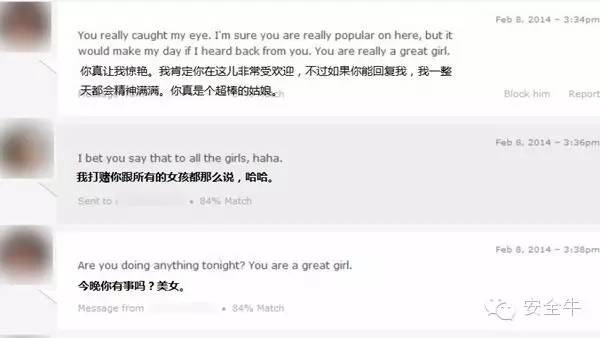 Feb 8, 2014 – 3:34pm
You really caught my eye. I'm sure you are really popular on here, but it
would make my day if I heard back from you. You are really a great girl.
你真让我惊艳。我肯定你在这儿非常受欢迎，不过如果你能回复我，我一整
天都会精神满满。你真是个超棒的姑娘。
Message from Match
Block him Report
Feb 8, 2014 – 3:36pm
I bet you say that to all the girls, haha.
我打赌你跟所有的女孩都那么说，哈哈。
Sent to • 84% Match
Feb 8, 2014 – 3:38pm
Are you doing anything tonight? You are a great girl.
今晚你有事吗？美女。
Message from • 84% Match
安全牛